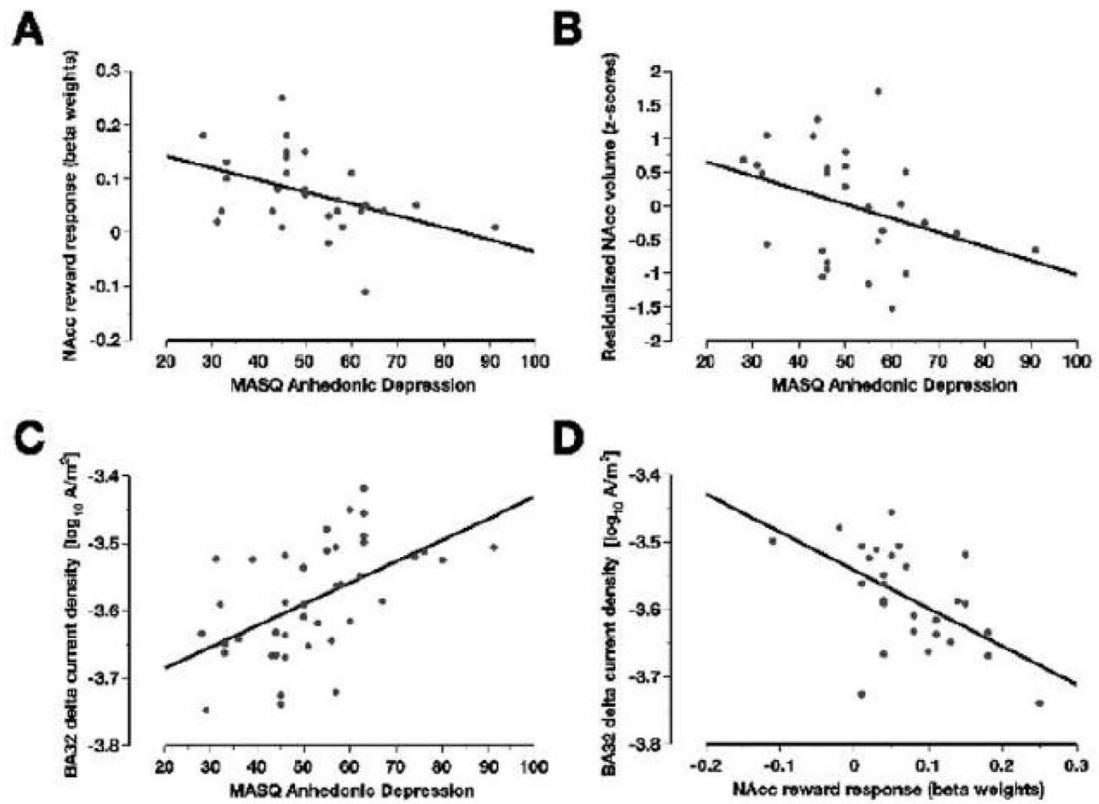 A
NAcc reward response (beta weights)
0.3
0.2
0.1
0
-0.1
-0.2
20 30 40 50 60 70 80 90 100
MASQ Anhedonic Depression
B
Residualized NAcc volume (z-scores)
2
1.5
1
0.5
0
-0.5
-1
-1.5
-2
20 30 40 50 60 70 80 90 100
MASQ Anhedonic Depression
C
BA32 delta current density [log₁₀ A/m²]
-3.4
-3.5
-3.6
-3.7
-3.8
20 30 40 50 60 70 80 90 100
MASQ Anhedonic Depression
D
BA32 delta current density [log₁₀ A/m²]
-3.4
-3.5
-3.6
-3.7
-3.8
-0.2 -0.1 0 0.1 0.2 0.3
NAcc reward response (beta weights)